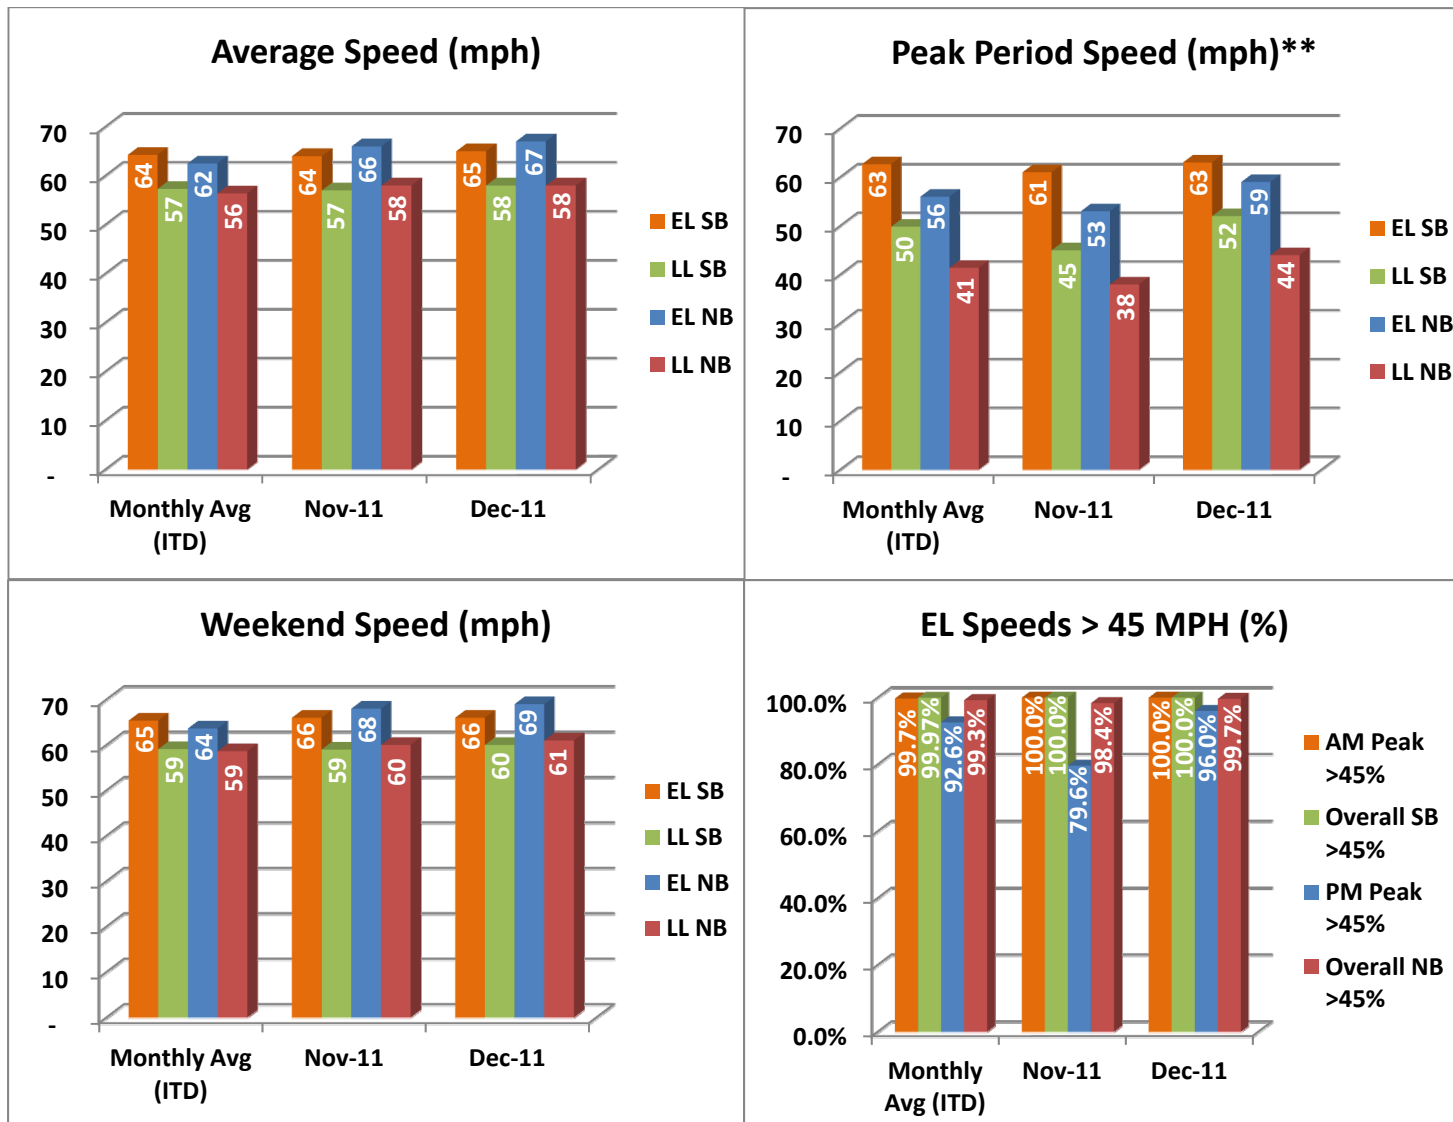 Average Speed (mph)
70
60
50
40
30
20
10
-
64
57
62
56
64
57
66
58
65
58
67
58
Monthly Avg
(ITD)
Nov-11
Dec-11
EL SB
LL SB
EL NB
LL NB
Peak Period Speed (mph)**
70
60
50
40
30
20
10
-
63
50
56
41
61
45
53
38
63
52
59
44
Monthly Avg
(ITD)
Nov-11
Dec-11
EL SB
LL SB
EL NB
LL NB
Weekend Speed (mph)
70
60
50
40
30
20
10
-
65
59
64
59
66
59
68
60
66
60
69
61
Monthly Avg
(ITD)
Nov-11
Dec-11
EL SB
LL SB
EL NB
LL NB
EL Speeds > 45 MPH (%)
100.0%
80.0%
60.0%
40.0%
20.0%
0.0%
99.7%
99.97%
92.6%
99.3%
100.0%
100.0%
79.6%
98.4%
100.0%
100.0%
96.0%
99.7%
Monthly
Avg (ITD)
Nov-11
Dec-11
AM Peak
>45%
Overall SB
>45%
PM Peak
>45%
Overall NB
>45%